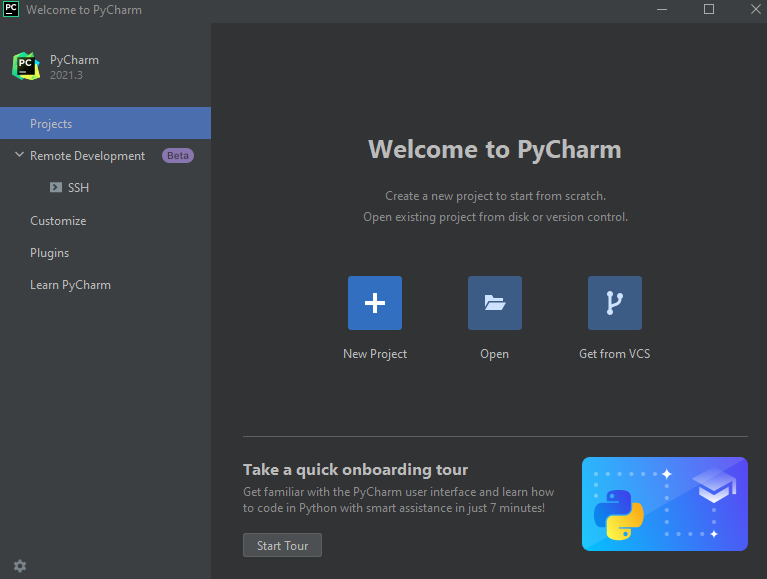 PC Welcome to PyCharm
PC PyCharm
2021.3
Projects
Remote Development Beta
SSH
Customize
Plugins
Learn PyCharm
Welcome to PyCharm
Create a new project to start from scratch.
Open existing project from disk or version control.
New Project Open Get from VCS
Take a quick onboarding tour
Get familiar with the PyCharm user interface and learn how
to code in Python with smart assistance in just 7 minutes!
Start Tour